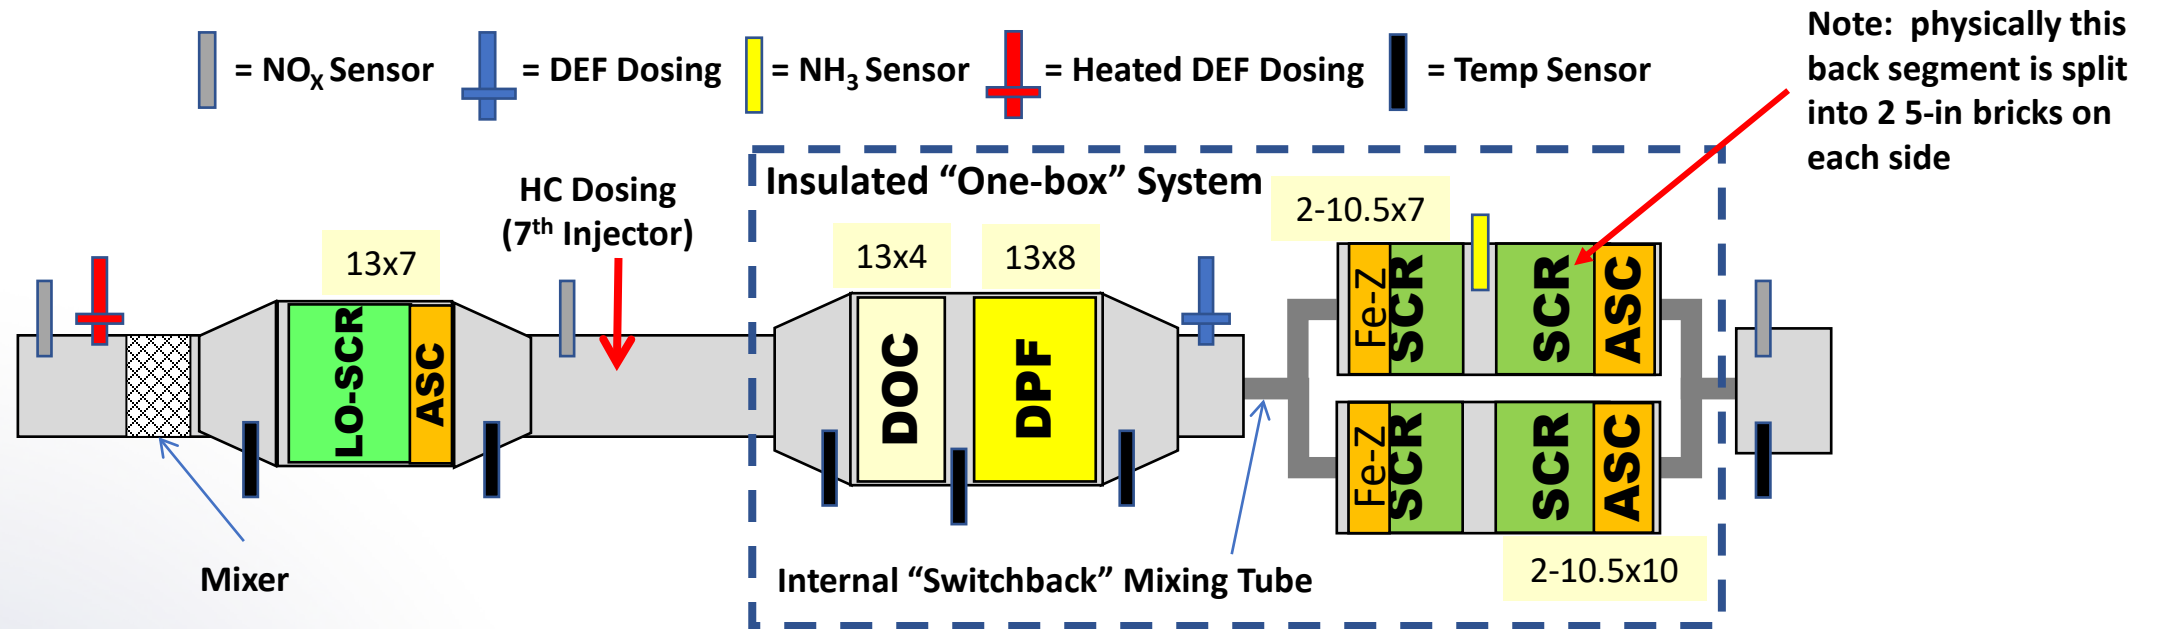 = NOX Sensor
= DEF Dosing
= NH3 Sensor
= Heated DEF Dosing
= Temp Sensor
Note: physically this
back segment is split
into 2 5-in bricks on
each side
HC Dosing
(7th Injector)
Insulated “One-box” System
13x7
13x4
13x8
2-10.5x7
LO-SCR
ASC
DOC
DPF
Fe-Z
SCR
SCR
ASC
Fe-Z
SCR
SCR
ASC
2-10.5x10
Mixer
Internal “Switchback” Mixing Tube